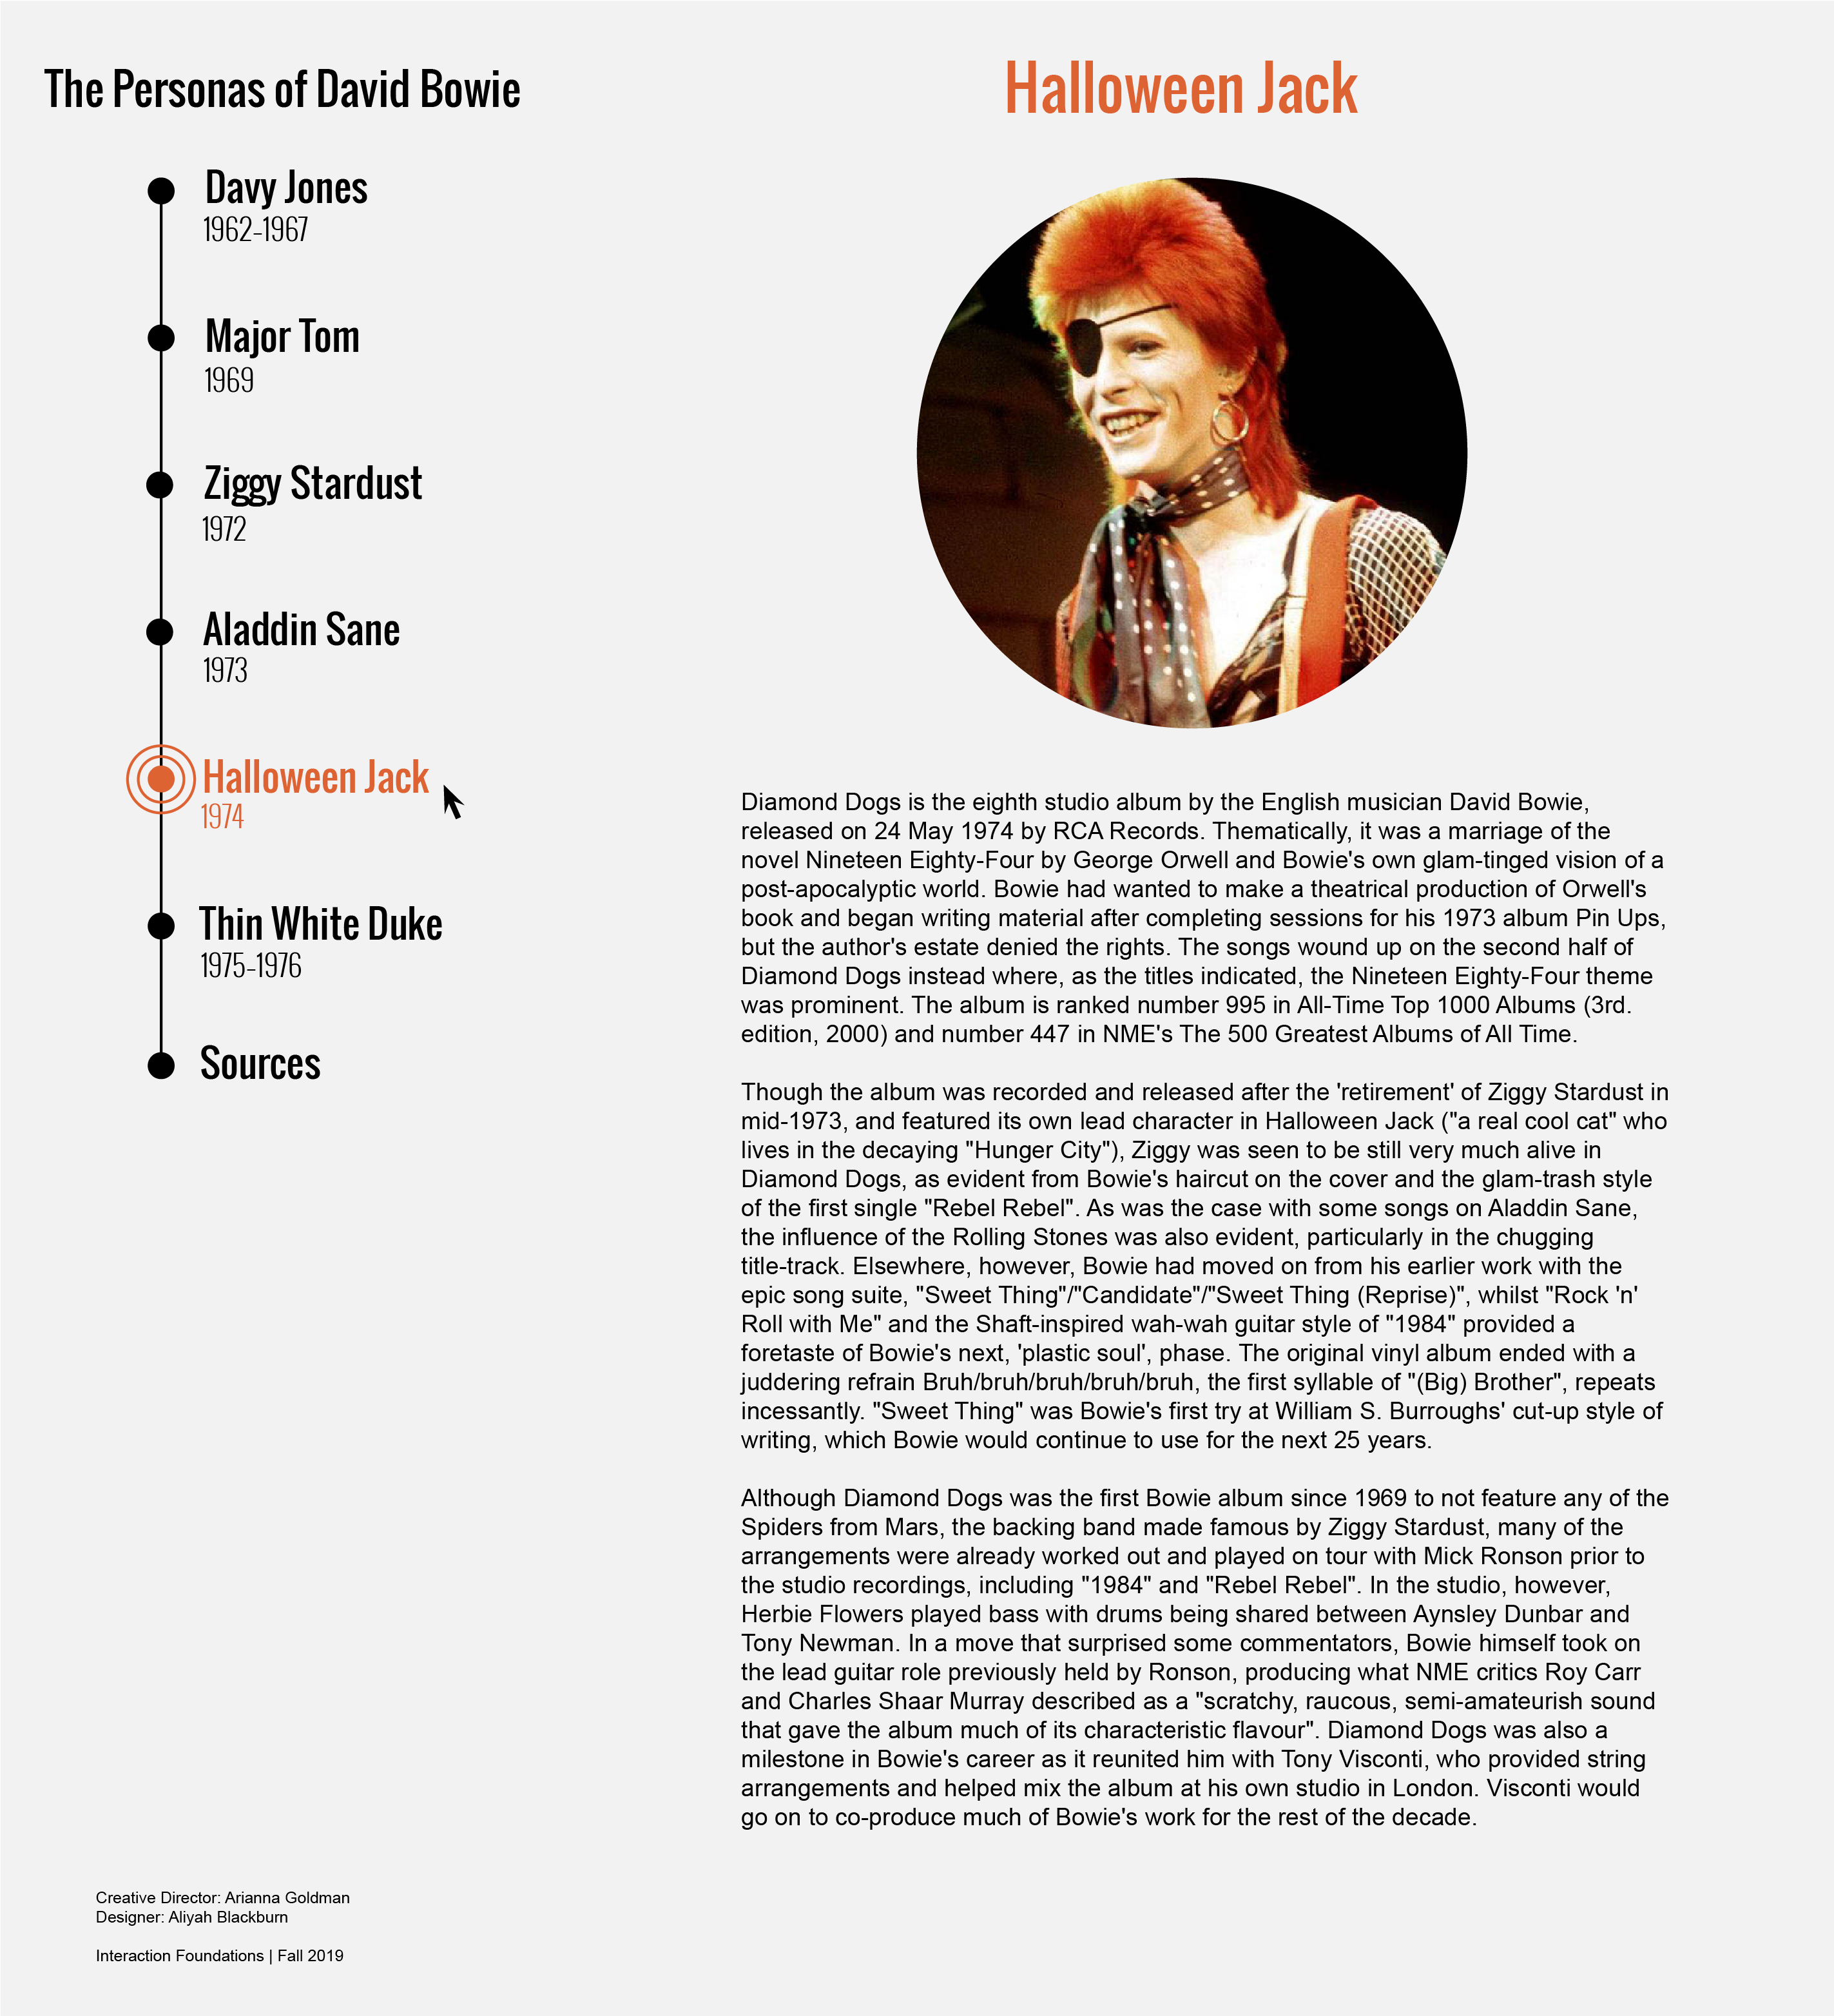 The Personas of David Bowie
Davy Jones
1962-1967
Major Tom
1969
Ziggy Stardust
1972
Aladdin Sane
1973
Halloween Jack
1974
Thin White Duke
1975-1976
Sources
Halloween Jack
Diamond Dogs is the eighth studio album by the English musician David Bowie,
released on 24 May 1974 by RCA Records. Thematically, it was a marriage of the
novel Nineteen Eighty-Four by George Orwell and Bowie's own glam-tinged vision of a
post-apocalyptic world. Bowie had wanted to make a theatrical production of Orwell's
book and began writing material after completing sessions for his 1973 album Pin Ups,
but the author's estate denied the rights. The songs wound up on the second half of
Diamond Dogs instead where, as the titles indicated, the Nineteen Eighty-Four theme
was prominent. The album is ranked number 995 in All-Time Top 1000 Albums (3rd.
edition, 2000) and number 447 in NME's The 500 Greatest Albums of All Time.
Though the album was recorded and released after the 'retirement' of Ziggy Stardust in
mid-1973, and featured its own lead character in Halloween Jack ("a real cool cat" who
lives in the decaying "Hunger City"), Ziggy was seen to be still very much alive in
Diamond Dogs, as evident from Bowie's haircut on the cover and the glam-trash style
of the first single "Rebel Rebel". As was the case with some songs on Aladdin Sane,
the influence of the Rolling Stones was also evident, particularly in the chugging
title-track. Elsewhere, however, Bowie had moved on from his earlier work with the
epic song suite, "Sweet Thing"/"Candidate"/"Sweet Thing (Reprise)", whilst "Rock 'n'
Roll with Me" and the Shaft-inspired wah-wah guitar style of "1984" provided a
foretaste of Bowie's next, 'plastic soul', phase. The original vinyl album ended with a
juddering refrain Bruh/bruh/bruh/bruh/bruh, the first syllable of "(Big) Brother", repeats
incessantly. "Sweet Thing" was Bowie's first try at William S. Burroughs' cut-up style of
writing, which Bowie would continue to use for the next 25 years.
Although Diamond Dogs was the first Bowie album since 1969 to not feature any of the
Spiders from Mars, the backing band made famous by Ziggy Stardust, many of the
arrangements were already worked out and played on tour with Mick Ronson prior to
the studio recordings, including "1984" and "Rebel Rebel". In the studio, however,
Herbie Flowers played bass with drums being shared between Aynsley Dunbar and
Tony Newman. In a move that surprised some commentators, Bowie himself took on
the lead guitar role previously held by Ronson, producing what NME critics Roy Carr
and Charles Shaar Murray described as a "scratchy, raucous, semi-amateurish sound
that gave the album much of its characteristic flavour". Diamond Dogs was also a
milestone in Bowie's career as it reunited him with Tony Visconti, who provided string
arrangements and helped mix the album at his own studio in London. Visconti would
go on to co-produce much of Bowie's work for the rest of the decade.
Creative Director: Arianna Goldman
Designer: Aliyah Blackburn
Interaction Foundations | Fall 2019